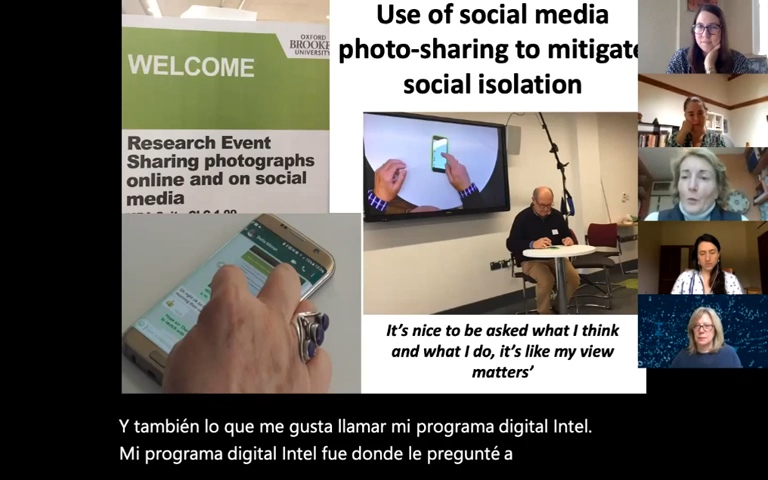 OXFORD
BROOKES
UNIVERSITY
WELCOME
Research Event
Sharing photographs
online and on social
media
Use of social media
photo-sharing to mitigate
social isolation
It's nice to be asked what I think
and what I do, it's like my view
matters'
Y también lo que me gusta llamar mi programa digital Intel.
Mi programa digital Intel fue donde le pregunté a